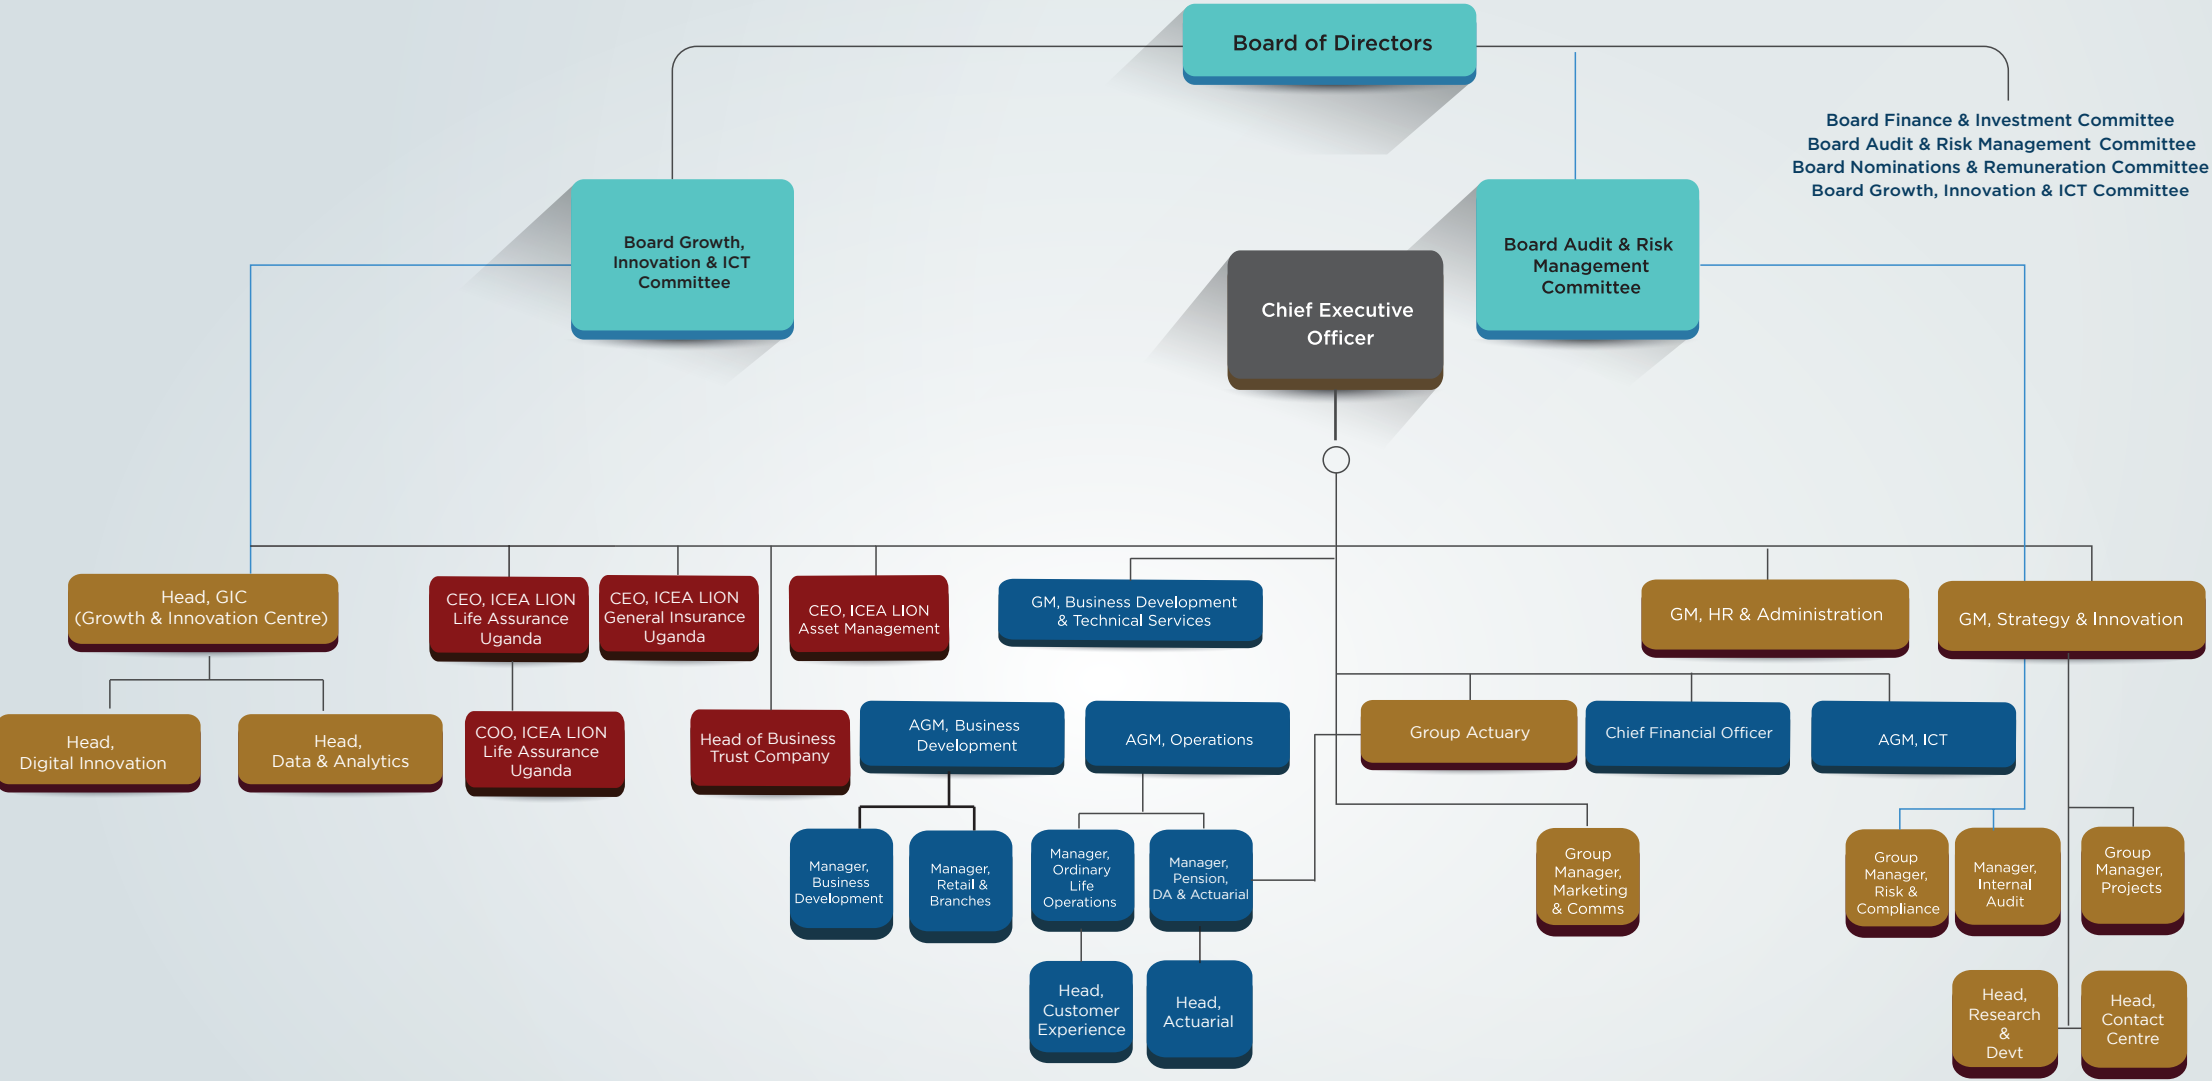 Board of Directors
Board Finance & Investment Committee
Board Audit & Risk Management Committee
Board Nominations & Remuneration Committee
Board Growth, Innovation & ICT Committee
Board Growth,
Innovation & ICT
Committee
Board Audit & Risk
Management
Committee
Chief Executive
Officer
Head, GIC
(Growth & Innovation Centre)
CEO, ICEA LION
Life Assurance
Uganda
CEO, ICEA LION
General Insurance
Uganda
CEO, ICEA LION
Asset Management
GM, Business Development
& Technical Services
GM, HR & Administration
GM, Strategy & Innovation
Head,
Digital Innovation
Head,
Data & Analytics
COO, ICEA LION
Life Assurance
Uganda
Head of Business
Trust Company
AGM, Business
Development
AGM, Operations
Group Actuary
Chief Financial Officer
AGM, ICT
Manager,
Business
Development
Manager,
Retail &
Branches
Manager,
Ordinary
Life
Operations
Manager,
Pension,
DA & Actuarial
Group
Manager,
Marketing
& Comms
Group
Manager,
Risk &
Compliance
Manager,
Internal
Audit
Group
Manager,
Projects
Head,
Customer
Experience
Head,
Actuarial
Head,
Research
&
Devt
Head,
Contact
Centre